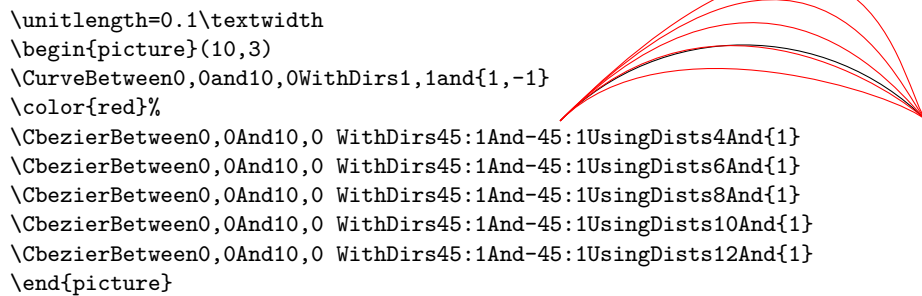 \unitlength=0.1\textwidth
\begin{picture}(10,3)
\CurveBetween0,0and10,0WithDirs1,1and{1,-1}
\color{red}%
\CbezierBetween0,0And10,0 WithDirs45:1And-45:1UsingDists4And{1}
\CbezierBetween0,0And10,0 WithDirs45:1And-45:1UsingDists6And{1}
\CbezierBetween0,0And10,0 WithDirs45:1And-45:1UsingDists8And{1}
\CbezierBetween0,0And10,0 WithDirs45:1And-45:1UsingDists10And{1}
\CbezierBetween0,0And10,0 WithDirs45:1And-45:1UsingDists12And{1}
\end{picture}